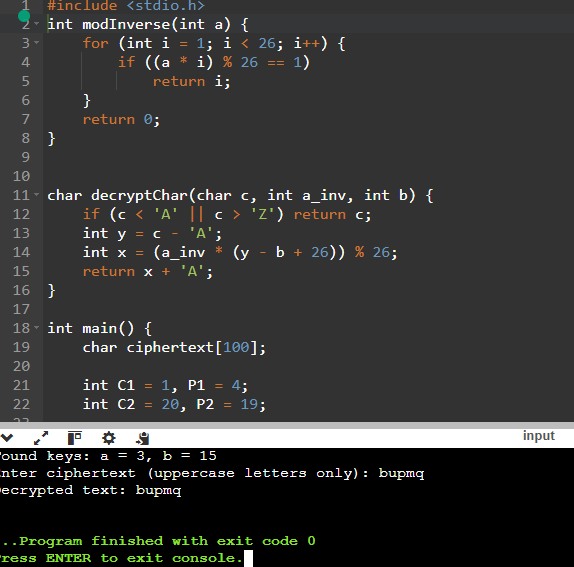 1 #include <stdio.h>
2 int modInverse(int a) {
3     for (int i = 1; i < 26; i++) {
4         if ((a * i) % 26 == 1)
5             return i;
6     }
7     return 0;
8 }
9
10
11 char decryptChar(char c, int a_inv, int b) {
12     if (c < 'A' || c > 'Z') return c;
13     int y = c - 'A';
14     int x = (a_inv * (y - b + 26)) % 26;
15     return x + 'A';
16 }
17
18 int main() {
19     char ciphertext[100];
20
21     int C1 = 1, P1 = 4;
22     int C2 = 20, P2 = 19;
input
ound keys: a = 3, b = 15
nter ciphertext (uppercase letters only): bupmq
ecrypted text: bupmq
..Program finished with exit code 0
ress ENTER to exit console.